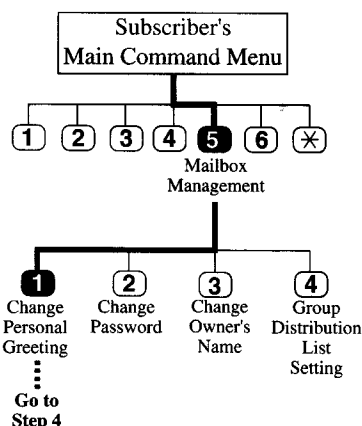 Subscriber's
Main Command Menu
1 2 3 4 5 6 *
Mailbox
Management
1 2 3 4
Change
Personal
Greeting
Change
Password
Change
Owner's
Name
Group
Distribution
List
Setting
Go to
Step 4